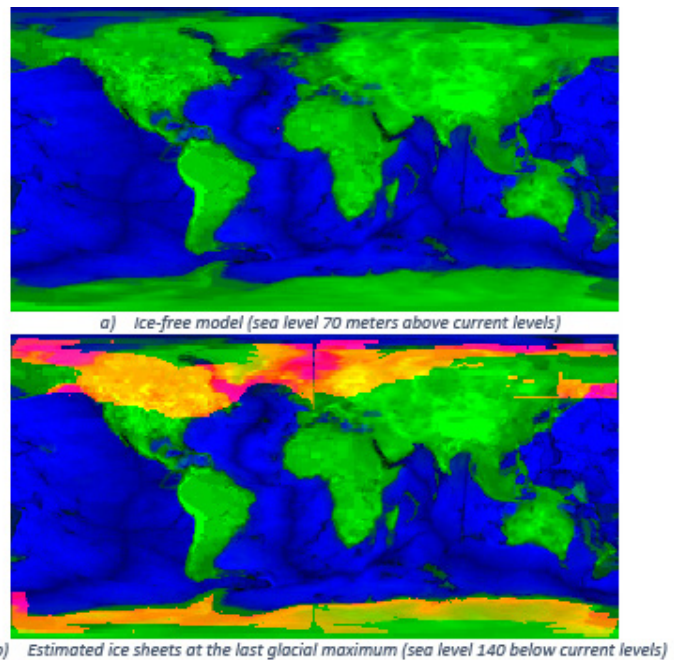 a) Ice-free model (sea level 70 meters above current levels)
) Estimated ice sheets at the last glacial maximum (sea level 140 below current levels)